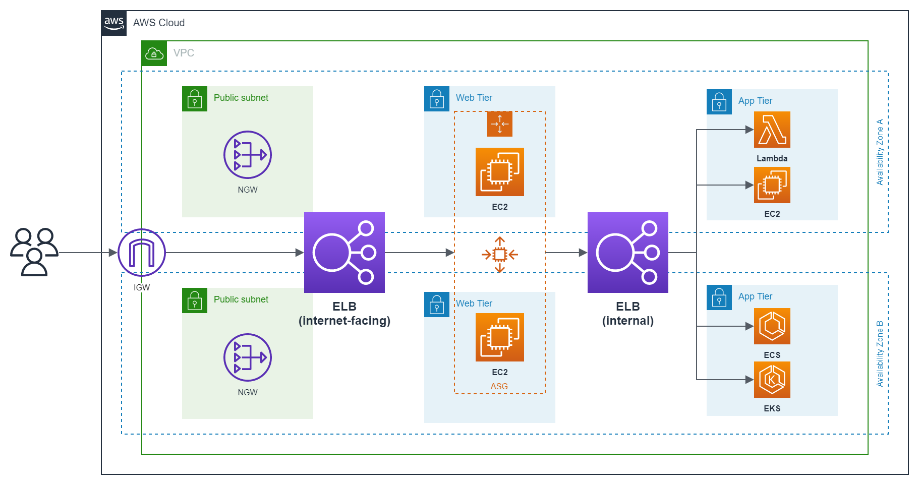 aws
AWS Cloud
VPC
Public subnet
NGW
Web Tier
EC2
App Tier
Lambda
EC2
Availability Zone A
IGW
ELB
(internet-facing)
ELB
(internal)
Public subnet
NGW
Web Tier
EC2
ASG
App Tier
ECS
K
EKS
Availability Zone B